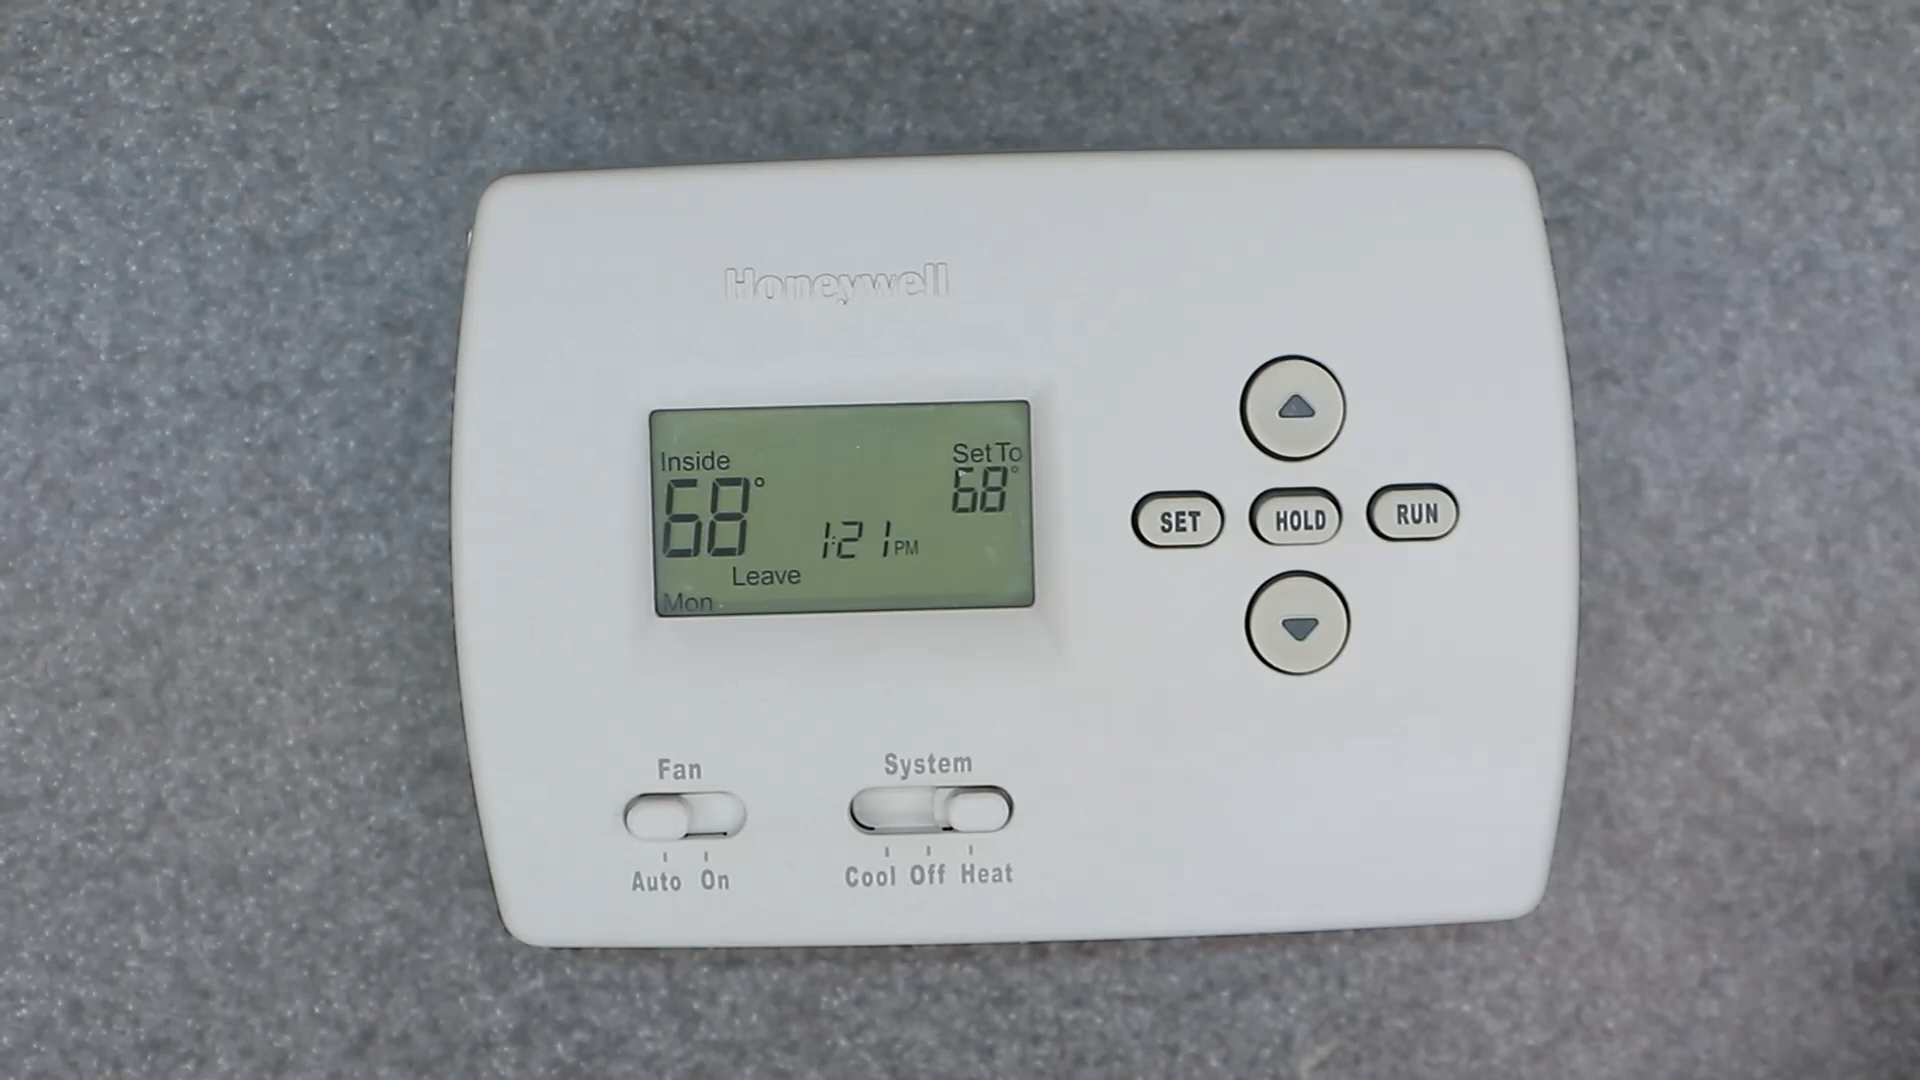 Honeywell
Inside
Set To
68°
68°
1:21 PM
Leave
Mon
SET
HOLD
RUN
Fan
System
Auto On
Cool Off Heat